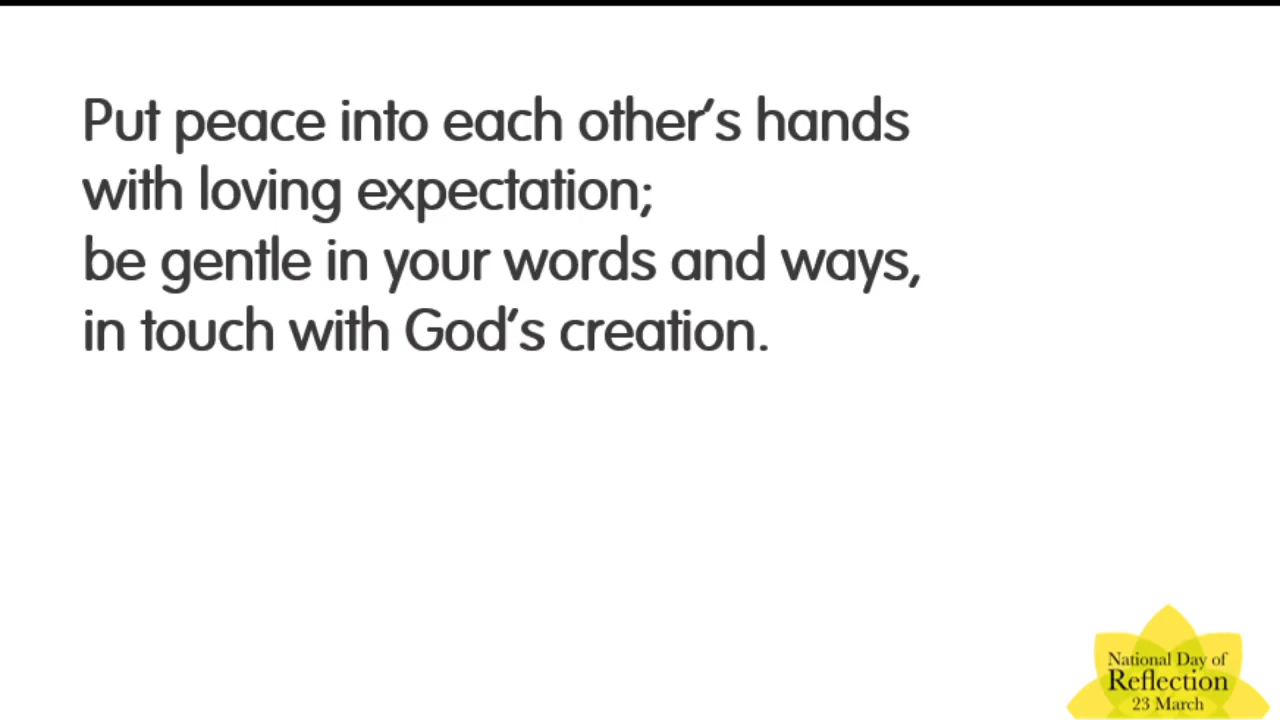 Put peace into each other's hands
with loving expectation;
be gentle in your words and ways,
in touch with God's creation.
National Day of
Reflection
23 March